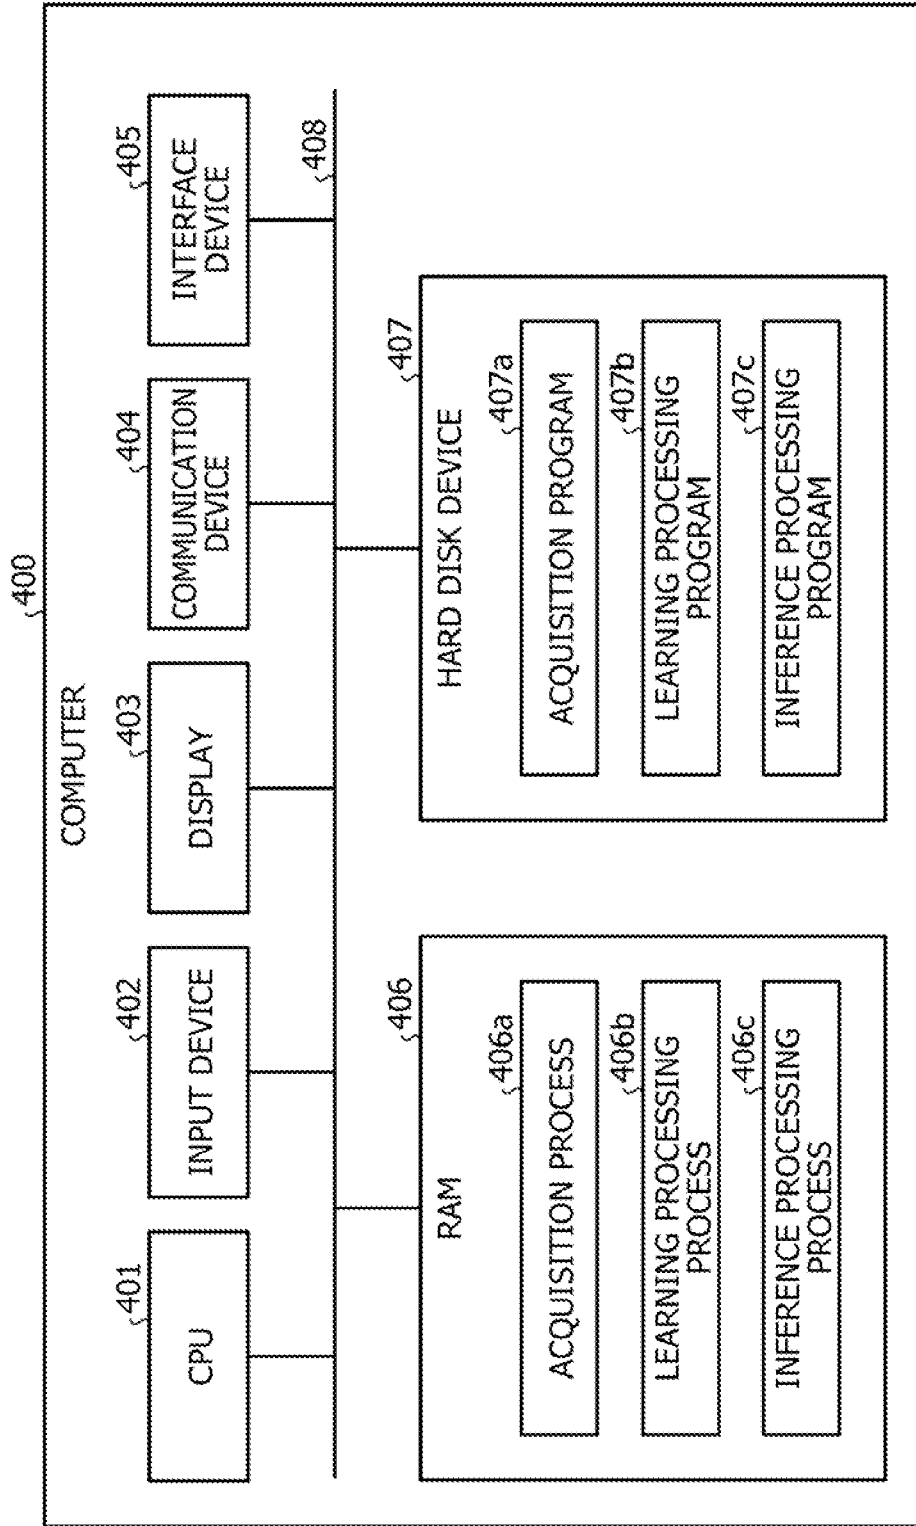 400
COMPUTER
401
CPU
402
INPUT DEVICE
403
DISPLAY
404
COMMUNICATION
DEVICE
405
INTERFACE
DEVICE
408
406
RAM
406a
ACQUISITION PROCESS
406b
LEARNING PROCESSING
PROCESS
406c
INFERENCE PROCESSING
PROCESS
407
HARD DISK DEVICE
407a
ACQUISITION PROGRAM
407b
LEARNING PROCESSING
PROGRAM
407c
INFERENCE PROCESSING
PROGRAM